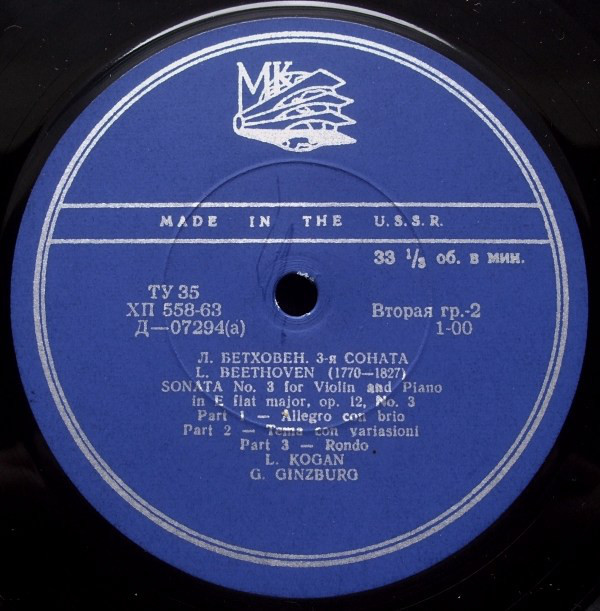 МК
MADE IN THE U.S.S.R.
33 1/3 об. в мин.
ТУ 35
ХП 558-63
Д—07294(а)
Вторая гр.-2
1-00
Л. БЕТХОВЕН. 3-я СОНАТА
L. BEETHOVEN (1770—1827)
SONATA No. 3 for Violin and Piano
in E flat major, op. 12, No. 3
Part 1 — Allegro con brio
Part 2 — Tema con variasioni
Part 3 — Rondo
L. KOGAN
G. GINZBURG